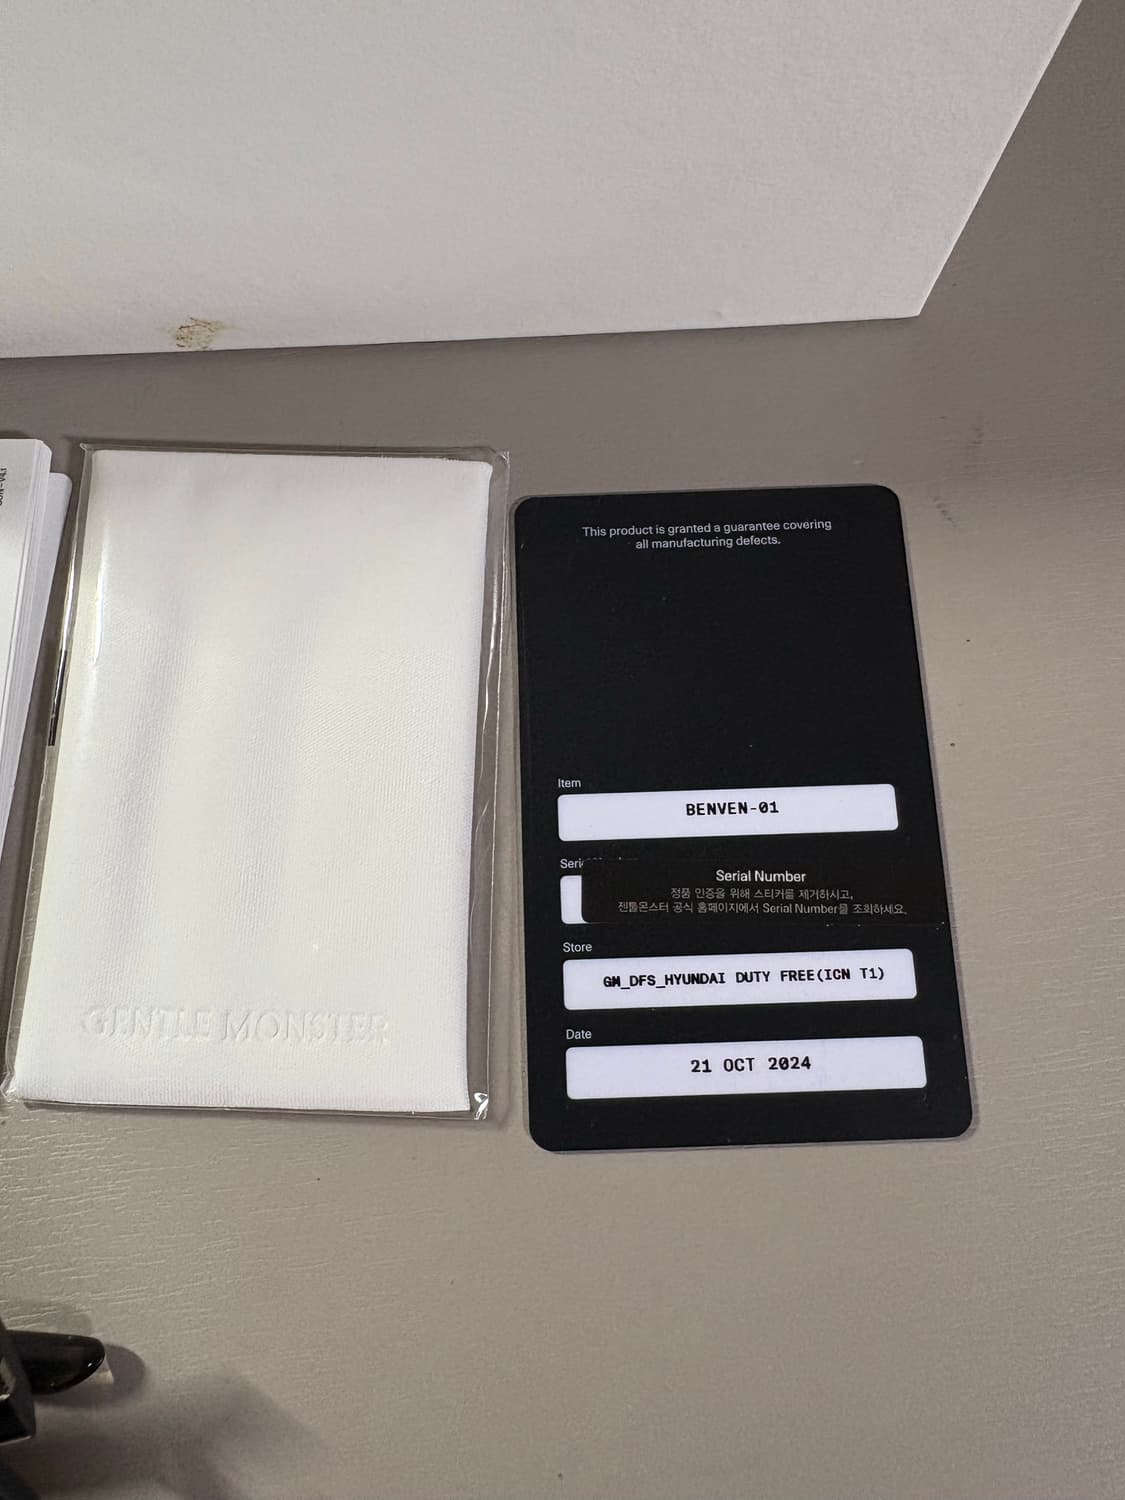 This product is granted a guarantee covering
all manufacturing defects.
Item
BENVEN-01
Serial Number
정품 인증을 위해 스티커를 제거하시고,
젠틀몬스터 공식 홈페이지에서 Serial Number를 조회하세요.
Store
GM_DFS_HYUNDAI DUTY FREE(ICN T1)
Date
21 OCT 2024
GENTLE MONSTER